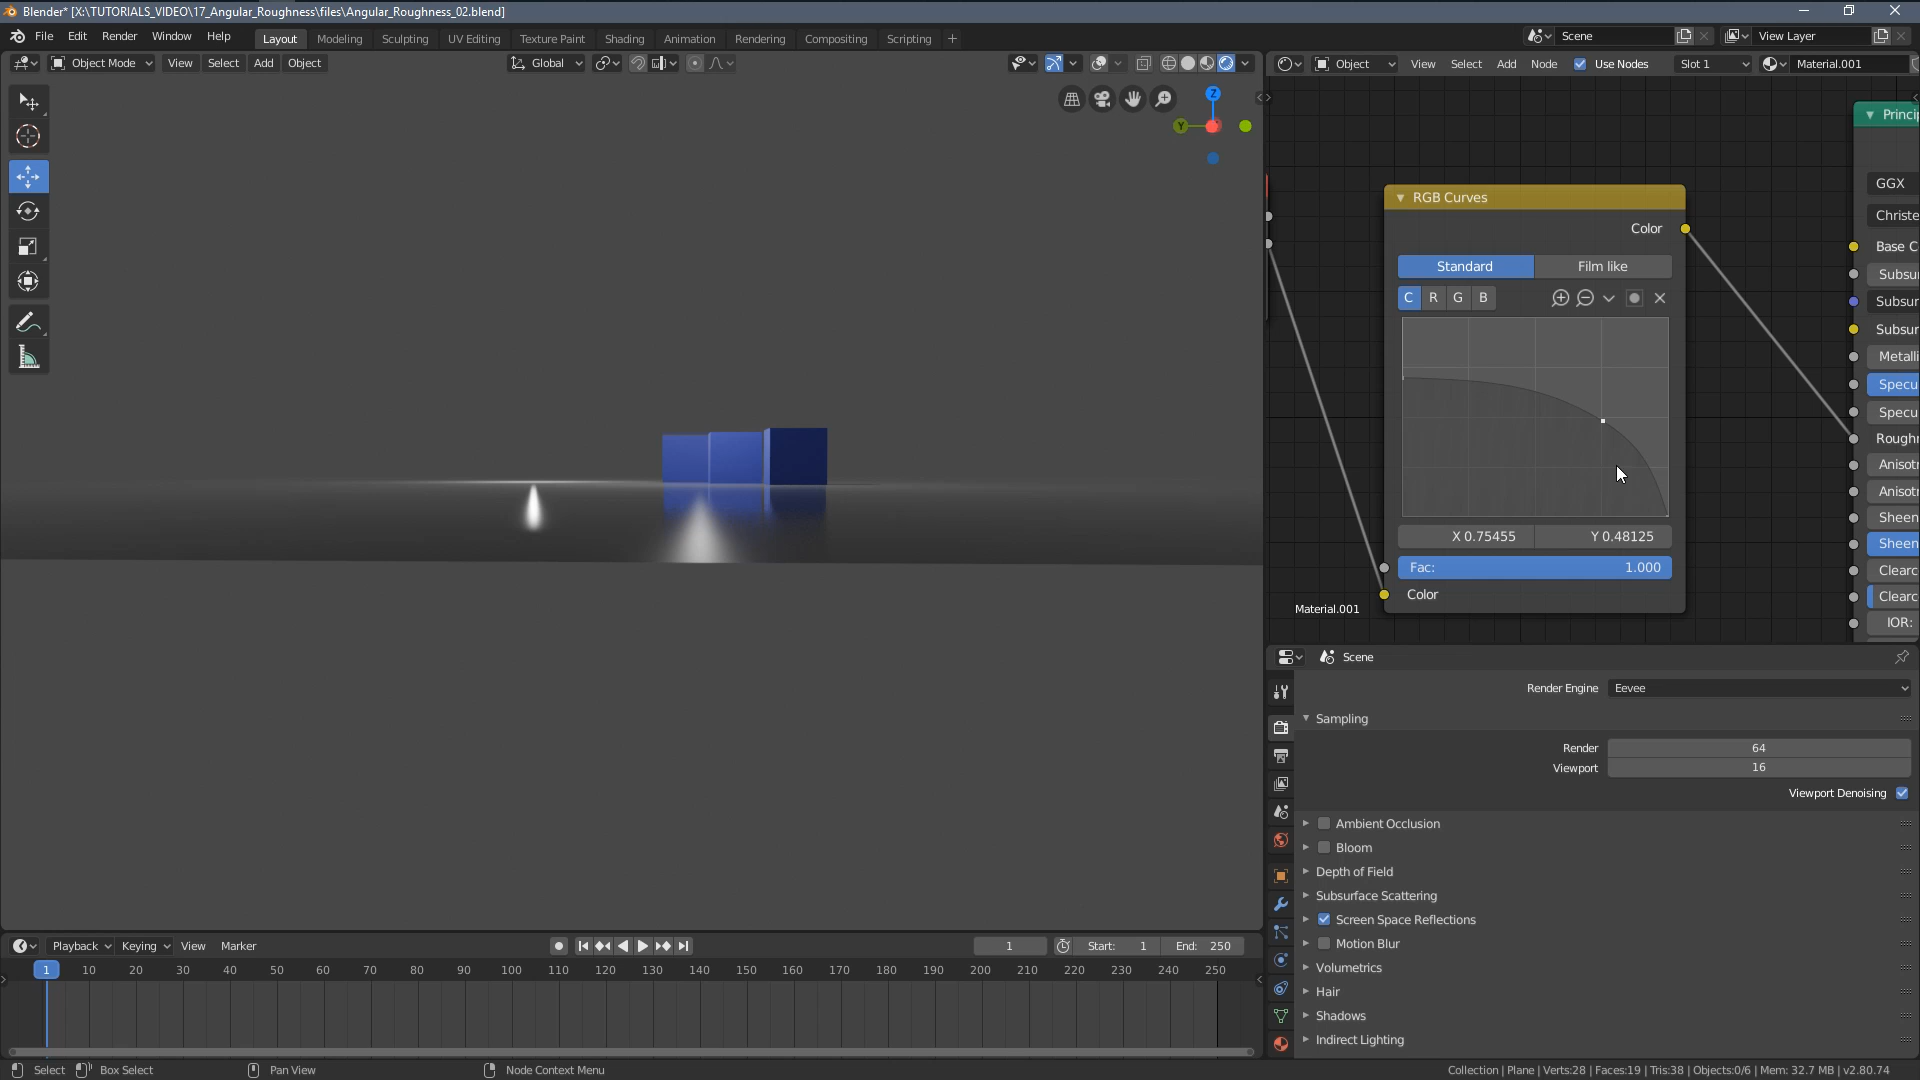 Blender* [X:\TUTORIALS_VIDEO\17_Angular_Roughness\files\Angular_Roughness_02.blend]
File Edit Render Window Help Layout Modeling Sculpting UV Editing Texture Paint Shading Animation Rendering Compositing Scripting + Scene View Layer
Object Mode View Select Add Object Global Object View Select Add Node Use Nodes Slot 1 Material.001
Z
Y
Princi
GGX
Christe
Base C
Subsu
Subsur
Subsur
Metalli
Specu
Specu
Roughn
Anisot
Anisot
Sheen
Sheen
Clearc
Clearc
IOR:
RGB Curves
Color
Standard Film like
C R G B
X 0.75455 Y 0.48125
Fac: 1.000
Color
Material.001
Scene
Render Engine Eevee
Sampling
Render 64
Viewport 16
Viewport Denoising
Ambient Occlusion
Bloom
Depth of Field
Subsurface Scattering
Screen Space Reflections
Motion Blur
Volumetrics
Hair
Shadows
Indirect Lighting
Playback Keying View Marker 1 Start: 1 End: 250
1 10 20 30 40 50 60 70 80 90 100 110 120 130 140 150 160 170 180 190 200 210 220 230 240 250
Select Box Select Pan View Node Context Menu Collection | Plane | Verts:28 | Faces:19 | Tris:38 | Objects:0/6 | Mem: 32.7 MB | v2.80.74